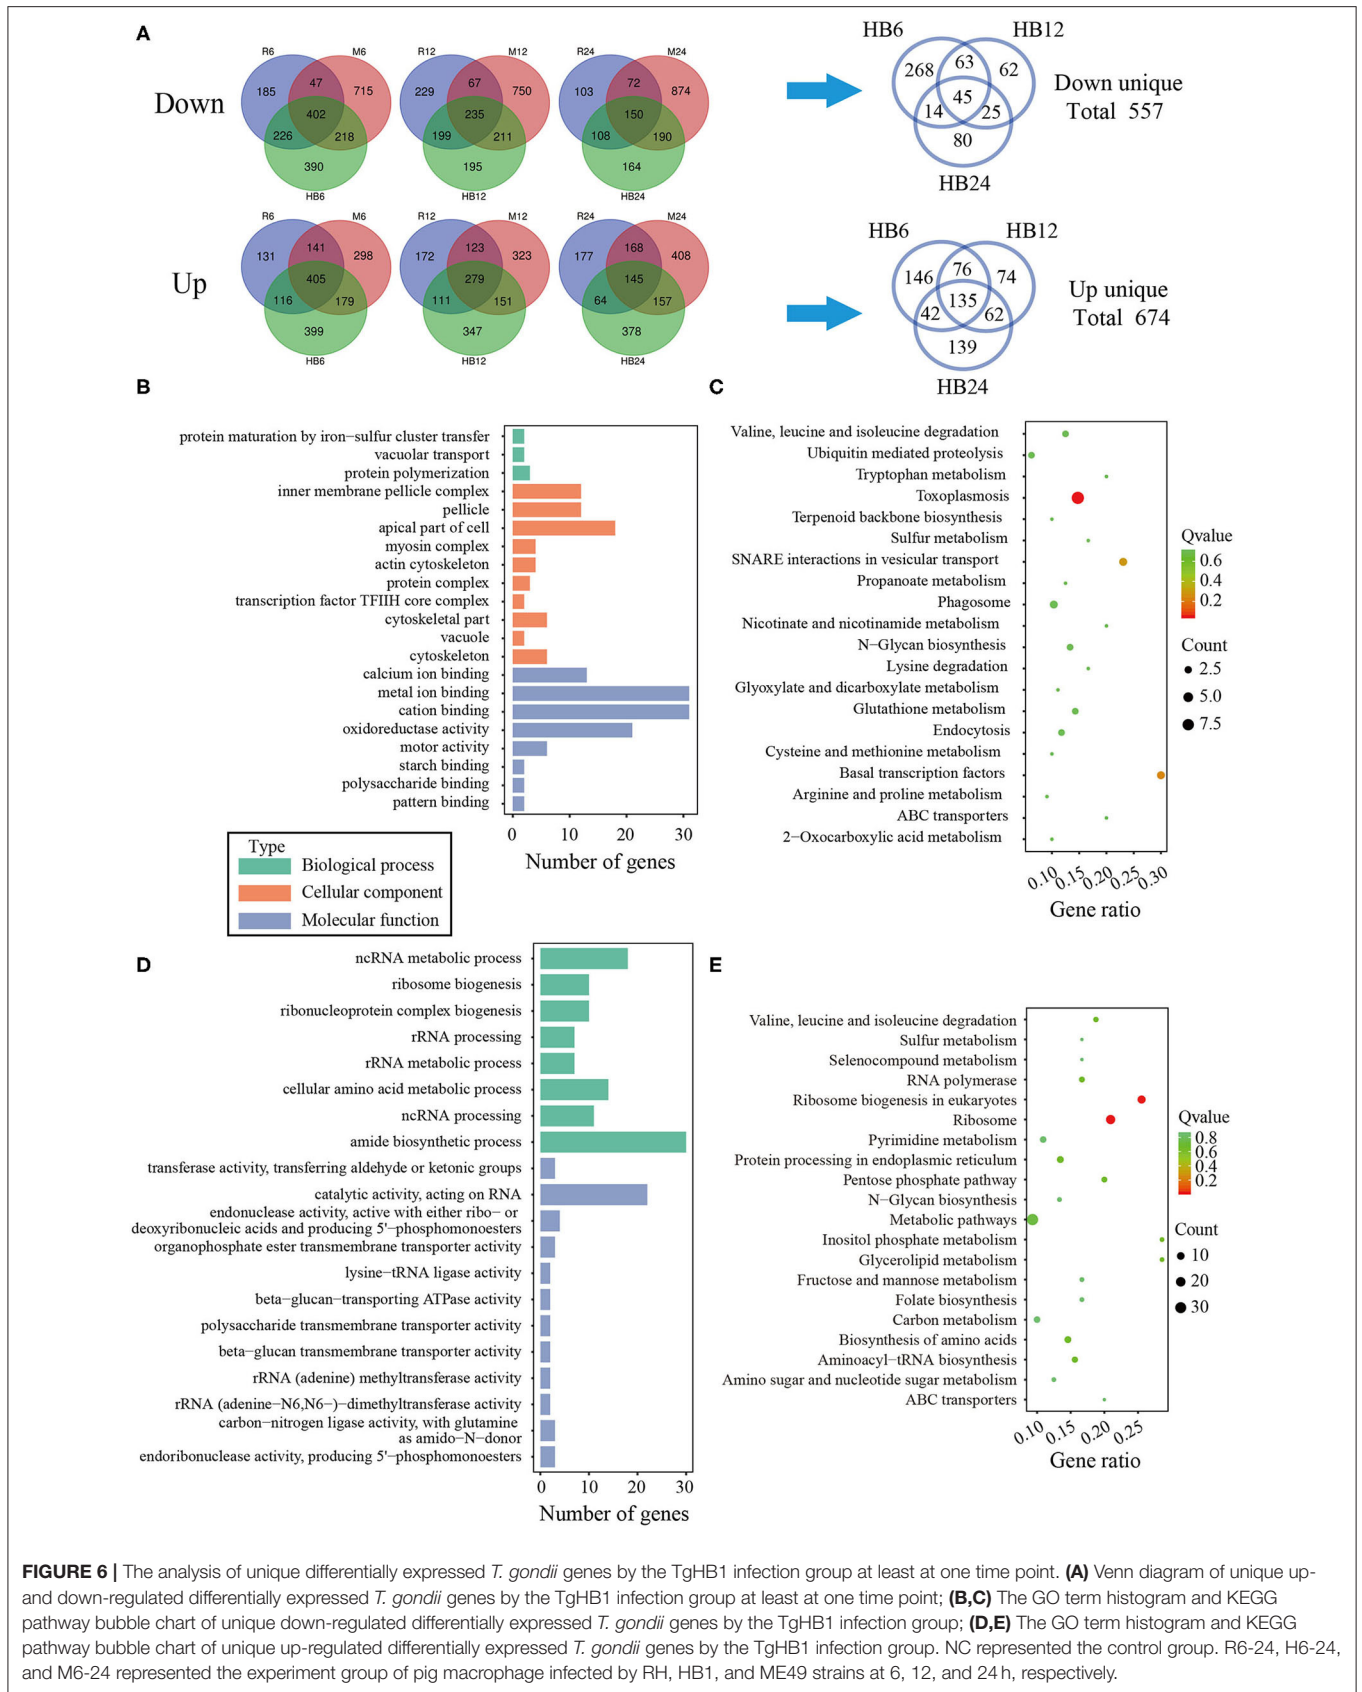 A
Down
R6
M6
185
47
715
402
226
218
390
HB6
R12
M12
229
67
750
235
199
211
195
HB12
R24
M24
103
72
874
150
108
190
164
HB24
HB6
HB12
268
63
62
45
14
25
80
HB24
Down unique
Total 557
Up
R6
M6
131
141
298
405
116
179
399
HB6
R12
M12
172
123
323
279
111
151
347
HB12
R24
M24
177
168
408
145
64
157
378
HB24
HB6
HB12
146
76
74
135
42
62
139
HB24
Up unique
Total 674
B
protein maturation by iron−sulfur cluster transfer
vacuolar transport
protein polymerization
inner membrane pellicle complex
pellicle
apical part of cell
myosin complex
actin cytoskeleton
protein complex
transcription factor TFIIH core complex
cytoskeletal part
vacuole
cytoskeleton
calcium ion binding
metal ion binding
cation binding
oxidoreductase activity
motor activity
starch binding
polysaccharide binding
pattern binding
0 10 20 30
Number of genes
Type
Biological process
Cellular component
Molecular function
C
Valine, leucine and isoleucine degradation
Ubiquitin mediated proteolysis
Tryptophan metabolism
Toxoplasmosis
Terpenoid backbone biosynthesis
Sulfur metabolism
SNARE interactions in vesicular transport
Propanoate metabolism
Phagosome
Nicotinate and nicotinamide metabolism
N−Glycan biosynthesis
Lysine degradation
Glyoxylate and dicarboxylate metabolism
Glutathione metabolism
Endocytosis
Cysteine and methionine metabolism
Basal transcription factors
Arginine and proline metabolism
ABC transporters
2−Oxocarboxylic acid metabolism
0.10 0.15 0.20 0.25 0.30
Gene ratio
Qvalue
0.6
0.4
0.2
Count
2.5
5.0
7.5
D
ncRNA metabolic process
ribosome biogenesis
ribonucleoprotein complex biogenesis
rRNA processing
rRNA metabolic process
cellular amino acid metabolic process
ncRNA processing
amide biosynthetic process
transferase activity, transferring aldehyde or ketonic groups
catalytic activity, acting on RNA
endonuclease activity, active with either ribo− or
deoxyribonucleic acids and producing 5'−phosphomonoesters
organophosphate ester transmembrane transporter activity
lysine−tRNA ligase activity
beta−glucan−transporting ATPase activity
polysaccharide transmembrane transporter activity
beta−glucan transmembrane transporter activity
rRNA (adenine) methyltransferase activity
rRNA (adenine−N6,N6−)−dimethyltransferase activity
carbon−nitrogen ligase activity, with glutamine
as amido−N−donor
endoribonuclease activity, producing 5'−phosphomonoesters
0 10 20 30
Number of genes
E
Valine, leucine and isoleucine degradation
Sulfur metabolism
Selenocompound metabolism
RNA polymerase
Ribosome biogenesis in eukaryotes
Ribosome
Pyrimidine metabolism
Protein processing in endoplasmic reticulum
Pentose phosphate pathway
N−Glycan biosynthesis
Metabolic pathways
Inositol phosphate metabolism
Glycerolipid metabolism
Fructose and mannose metabolism
Folate biosynthesis
Carbon metabolism
Biosynthesis of amino acids
Aminoacyl−tRNA biosynthesis
Amino sugar and nucleotide sugar metabolism
ABC transporters
0.10 0.15 0.20 0.25
Gene ratio
Qvalue
0.8
0.6
0.4
0.2
Count
10
20
30
FIGURE 6 | The analysis of unique differentially expressed T. gondii genes by the TgHB1 infection group at least at one time point. (A) Venn diagram of unique up-
and down-regulated differentially expressed T. gondii genes by the TgHB1 infection group at least at one time point; (B,C) The GO term histogram and KEGG
pathway bubble chart of unique down-regulated differentially expressed T. gondii genes by the TgHB1 infection group; (D,E) The GO term histogram and KEGG
pathway bubble chart of unique up-regulated differentially expressed T. gondii genes by the TgHB1 infection group. NC represented the control group. R6-24, H6-24,
and M6-24 represented the experiment group of pig macrophage infected by RH, HB1, and ME49 strains at 6, 12, and 24 h, respectively.